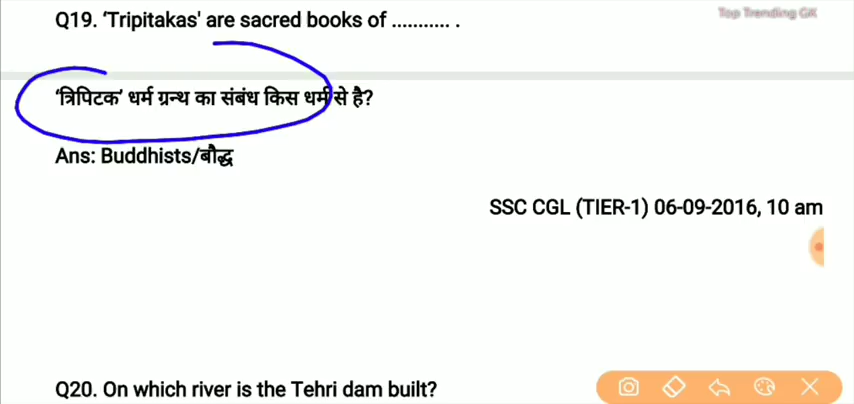 Top Trending GK
Q19. ‘Tripitakas' are sacred books of ........... .
‘त्रिपिटक’ धर्म ग्रन्थ का संबंध किस धर्म से है?
Ans: Buddhists/बौद्ध
SSC CGL (TIER-1) 06-09-2016, 10 am
Q20. On which river is the Tehri dam built?